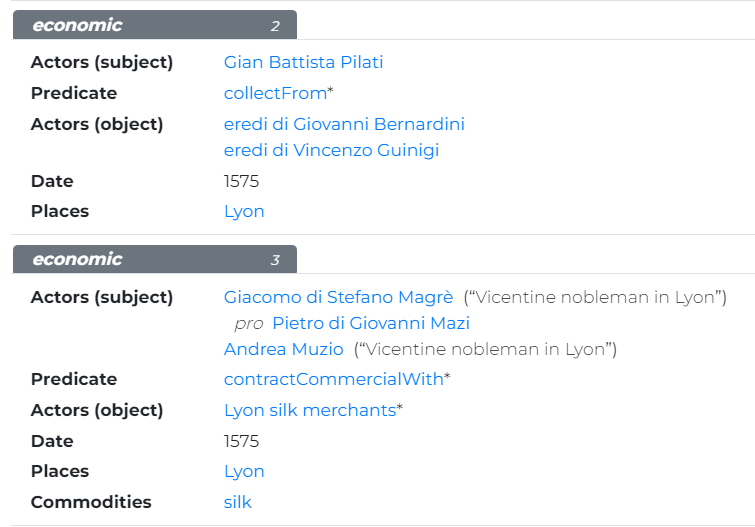 economic 2
Actors (subject) Gian Battista Pilati
Predicate collectFrom*
Actors (object) eredi di Giovanni Bernardini
eredi di Vincenzo Guinigi
Date 1575
Places Lyon
economic 3
Actors (subject) Giacomo di Stefano Magrè (“Vicentine nobleman in Lyon”)
pro Pietro di Giovanni Mazi
Andrea Muzio (“Vicentine nobleman in Lyon”)
Predicate contractCommercialWith*
Actors (object) Lyon silk merchants*
Date 1575
Places Lyon
Commodities silk